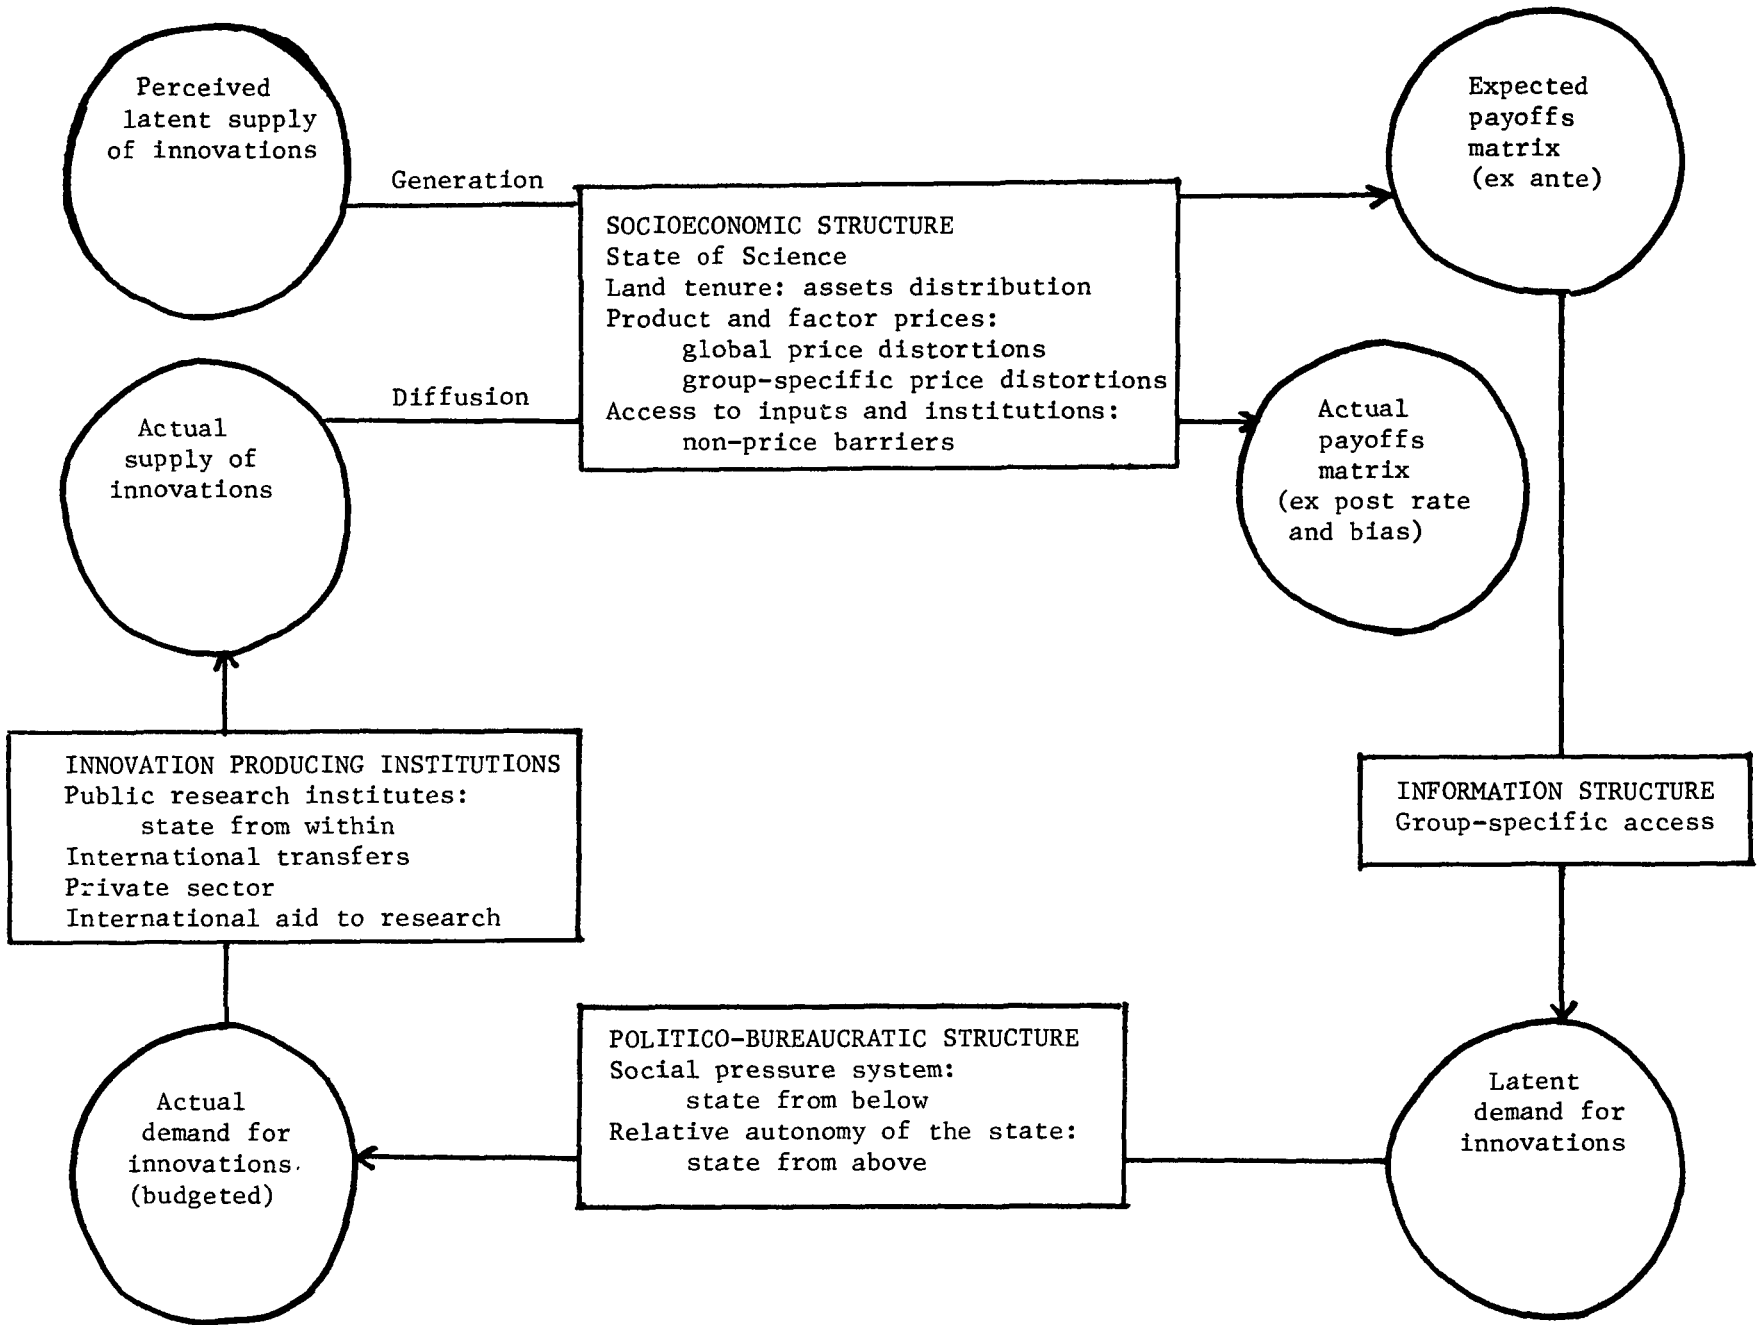 Perceived
latent supply
of innovations
Generation
SOCIOECONOMIC STRUCTURE
State of Science
Land tenure: assets distribution
Product and factor prices:
global price distortions
group-specific price distortions
Access to inputs and institutions:
non-price barriers
Expected
payoffs
matrix
(ex ante)
Actual
supply of
innovations
Diffusion
Actual
payoffs
matrix
(ex post rate
and bias)
INNOVATION PRODUCING INSTITUTIONS
Public research institutes:
state from within
International transfers
Private sector
International aid to research
INFORMATION STRUCTURE
Group-specific access
Actual
demand for
innovations.
(budgeted)
POLITICO-BUREAUCRATIC STRUCTURE
Social pressure system:
state from below
Relative autonomy of the state:
state from above
Latent
demand for
innovations